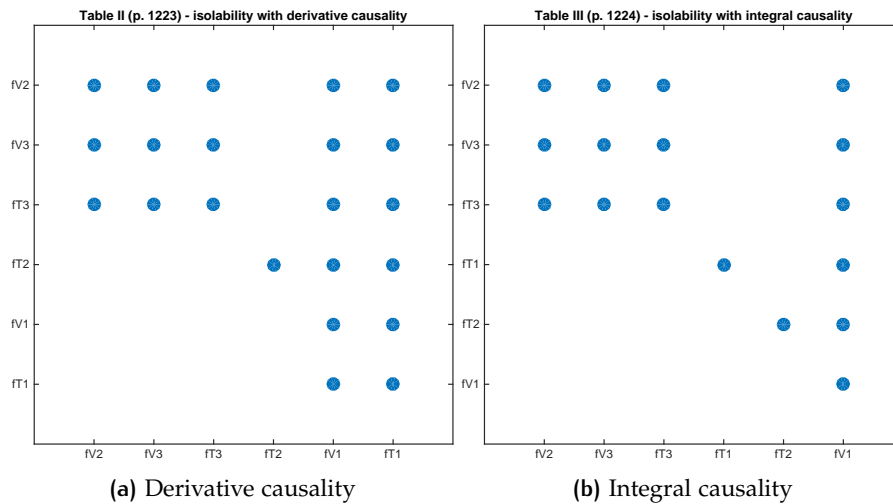 Table II (p. 1223) - isolability with derivative causality
fV2
fV3
fT3
fT2
fV1
fT1
fV2 fV3 fT3 fT2 fV1 fT1
(a) Derivative causality
Table III (p. 1224) - isolability with integral causality
fV2
fV3
fT3
fT1
fT2
fV1
fV2 fV3 fT3 fT1 fT2 fV1
(b) Integral causality